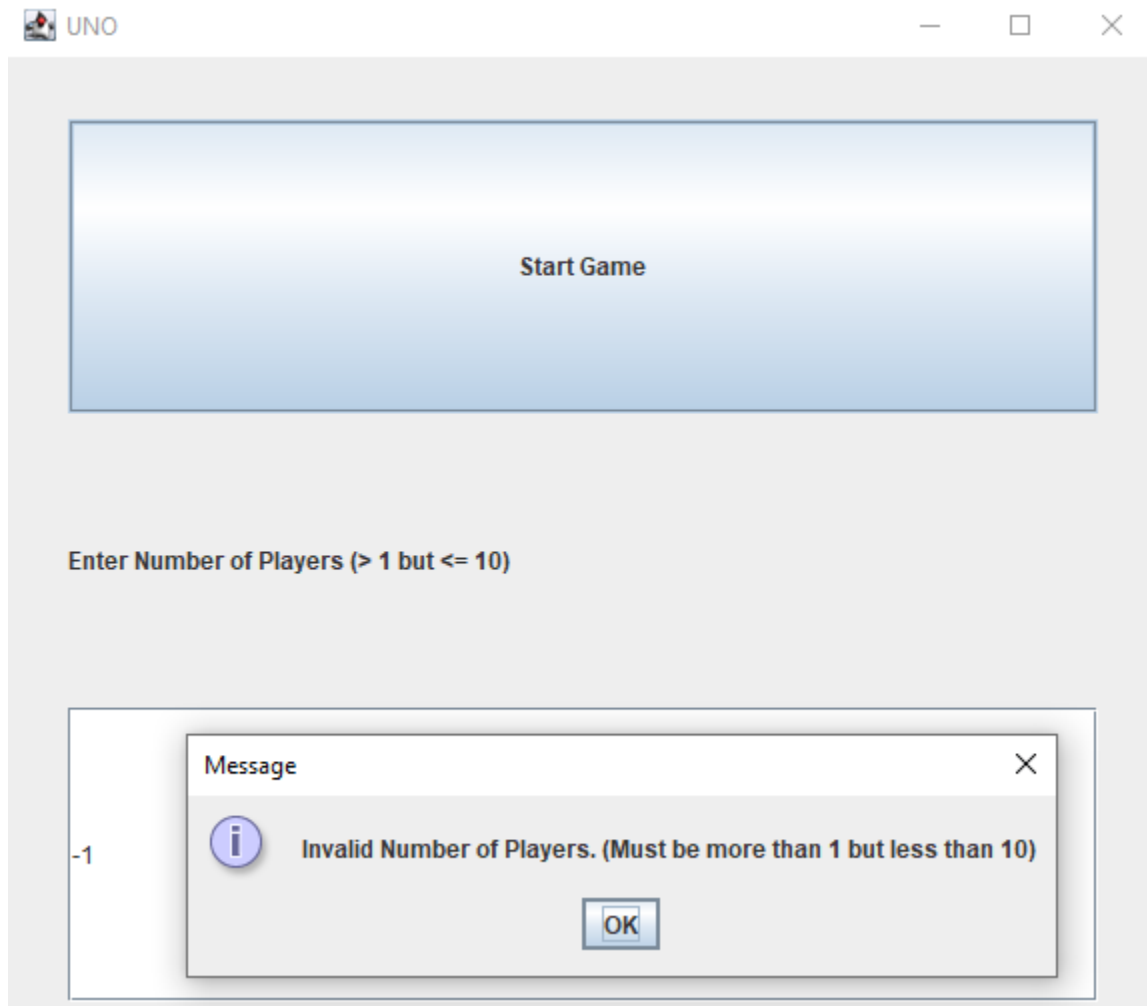 UNO
Start Game
Enter Number of Players (> 1 but <= 10)
-1
Message
Invalid Number of Players. (Must be more than 1 but less than 10)
OK